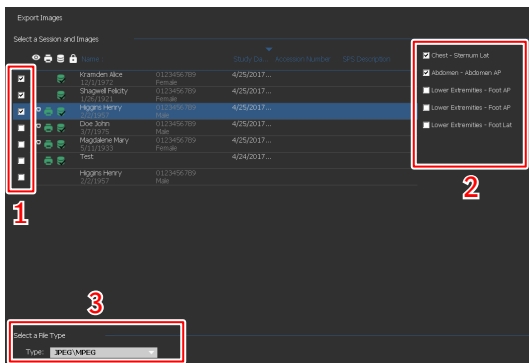 Export Images
Select a Session and Images
Name Study Da... Accession Number SPS Description
Kramden Alice 0123456789 4/25/2017...
12/1/1972 Female
Shagwell Felicity 0123456789 4/25/2017...
1/26/1921 Female
Higgins Henry 0123456789 4/25/2017...
2/2/1957 Male
Doe John 0123456789 4/25/2017...
3/7/1975 Male
Magdalene Mary 0123456789 4/25/2017...
5/11/1933 Female
Test 4/24/2017...
Higgins Henry 0123456789
2/2/1957 Male
Chest - Sternum Lat
Abdomen - Abdomen AP
Lower Extremities - Foot AP
Lower Extremities - Foot AP
Lower Extremities - Foot Lat
1
2
3
Select a File Type
Type: JPEG\MPEG